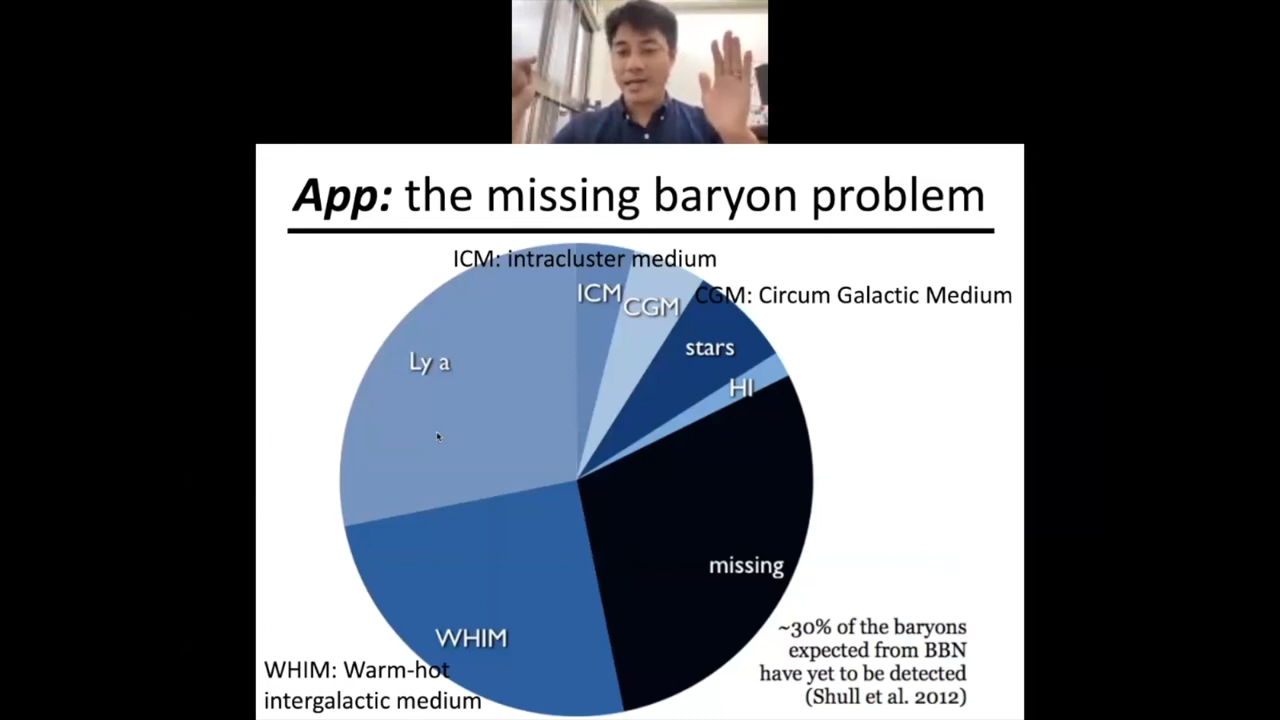 App: the missing baryon problem
ICM: intracluster medium
ICM
CGM
CGM: Circum Galactic Medium
stars
Ly a
HI
missing
WHIM
~30% of the baryons
expected from BBN
have yet to be detected
(Shull et al. 2012)
WHIM: Warm-hot
intergalactic medium